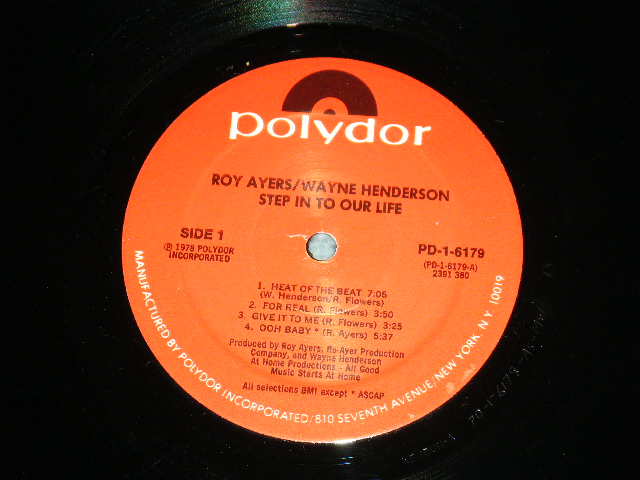 polydor
ROY AYERS/WAYNE HENDERSON
STEP IN TO OUR LIFE
SIDE 1
℗ 1978 POLYDOR
INCORPORATED
PD-1-6179
(PD-1-6179-A)
2391 380
1. HEAT OF THE BEAT 7:06
(W. Henderson/R. Flowers)
2. FOR REAL (R. Flowers) 3:50
3. GIVE IT TO ME (R. Flowers) 3:25
4. OOH BABY * (R. Ayers) 5:37
Produced by Roy Ayers, Ro-Ayer Production
Company, and Wayne Henderson
At Home Productions - All Good
Music Starts At Home
All selections BMI except * ASCAP
MANUFACTURED BY POLYDOR INCORPORATED/810 SEVENTH AVENUE/NEW YORK, N.Y. 10019